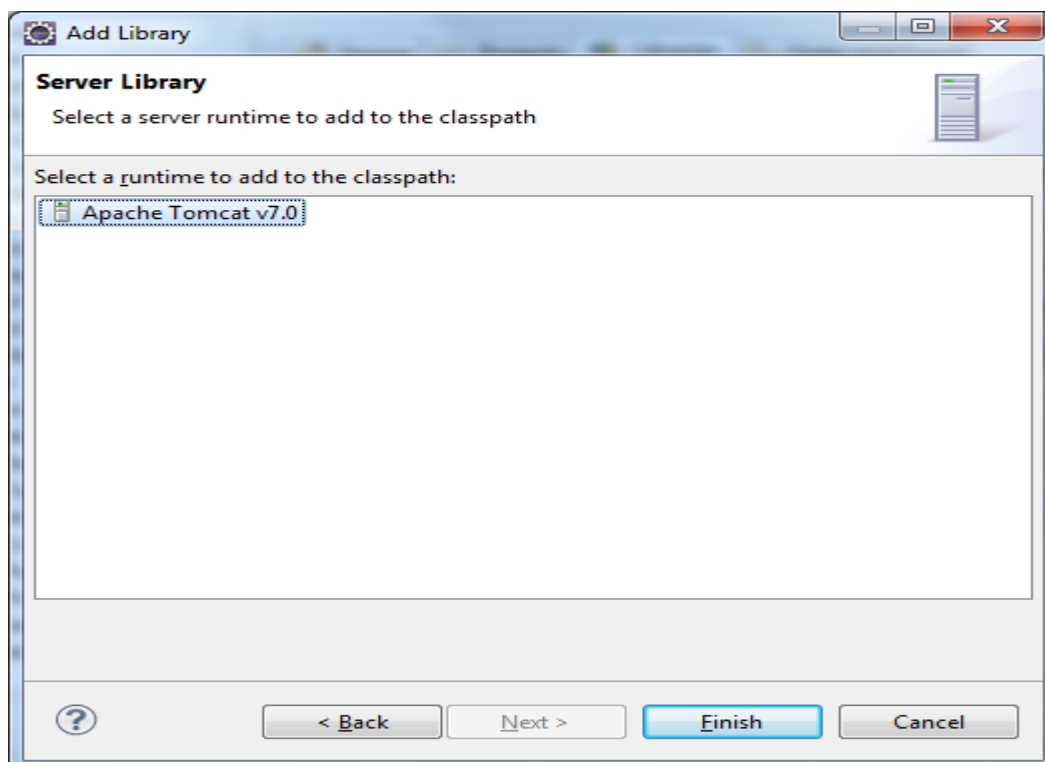 Add Library
Server Library
Select a server runtime to add to the classpath
Select a runtime to add to the classpath:
Apache Tomcat v7.0
< Back
Next >
Finish
Cancel